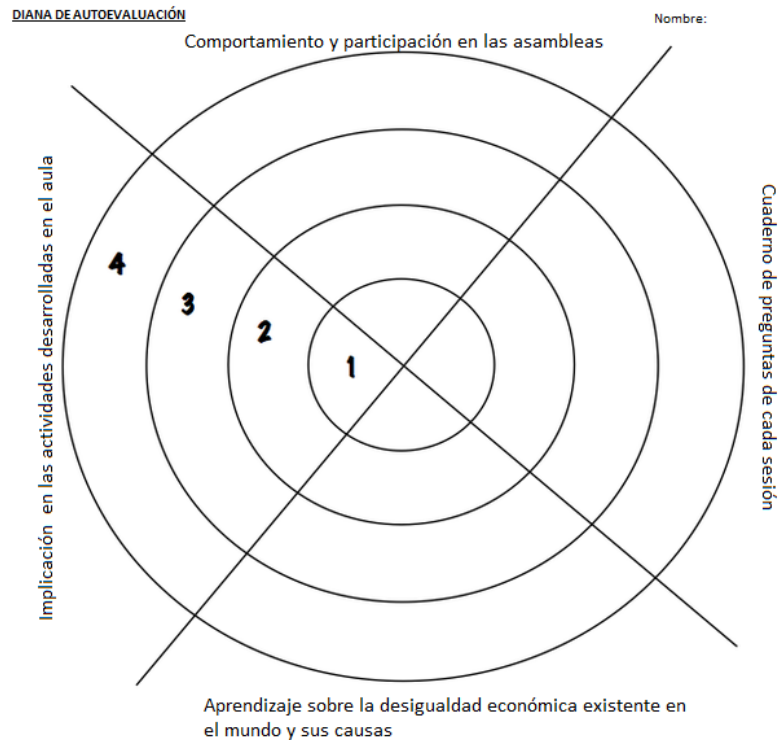 DIANA DE AUTOEVALUACIÓN
Nombre:
Comportamiento y participación en las asambleas
Implicación en las actividades desarrolladas en el aula
Cuaderno de preguntas de cada sesión
4
3
2
1
Aprendizaje sobre la desigualdad económica existente en
el mundo y sus causas